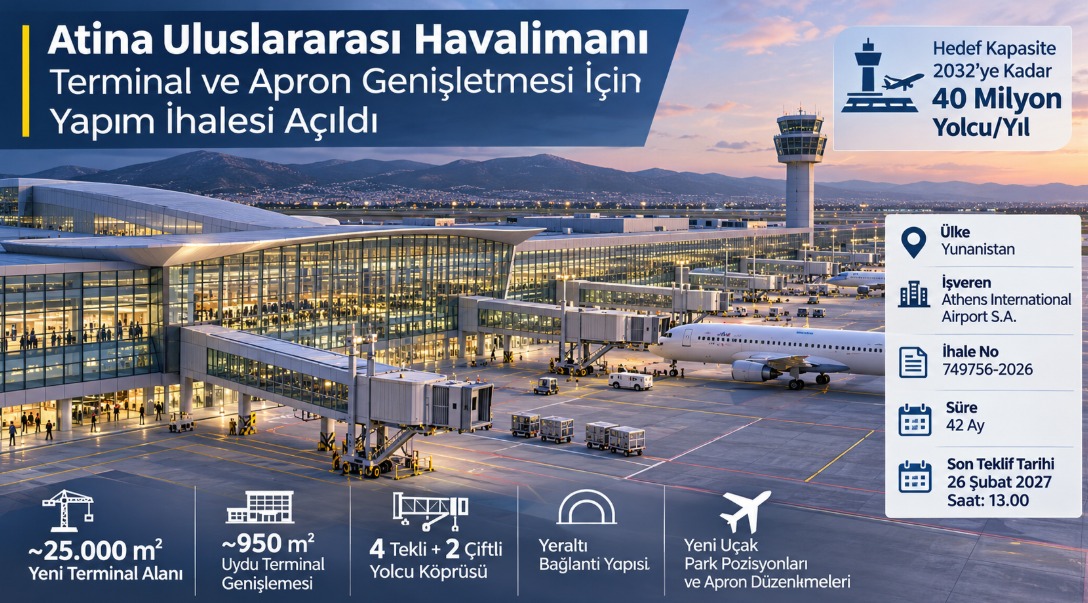 Atina Uluslararası Havalimanı
Terminal ve Apron Genişletmesi İçin
Yapım İhalesi Açıldı
Hedef Kapasite
2032'ye Kadar
40 Milyon
Yolcu/Yıl
Ülke
Yunanistan
İşveren
Athens International
Airport S.A.
İhale No
749756-2026
Süre
42 Ay
Son Teklif Tarihi
26 Şubat 2027
Saat: 13.00
~25.000 m²
Yeni Terminal Alanı
~950 m²
Uydu Terminal
Genişlemesi
4 Tekli + 2 Çiftli
Yolcu Köprüsü
Yeraltı
Bağlantı Yapısı
Yeni Uçak
Park Pozisyonları
ve Apron Düzenlemeleri